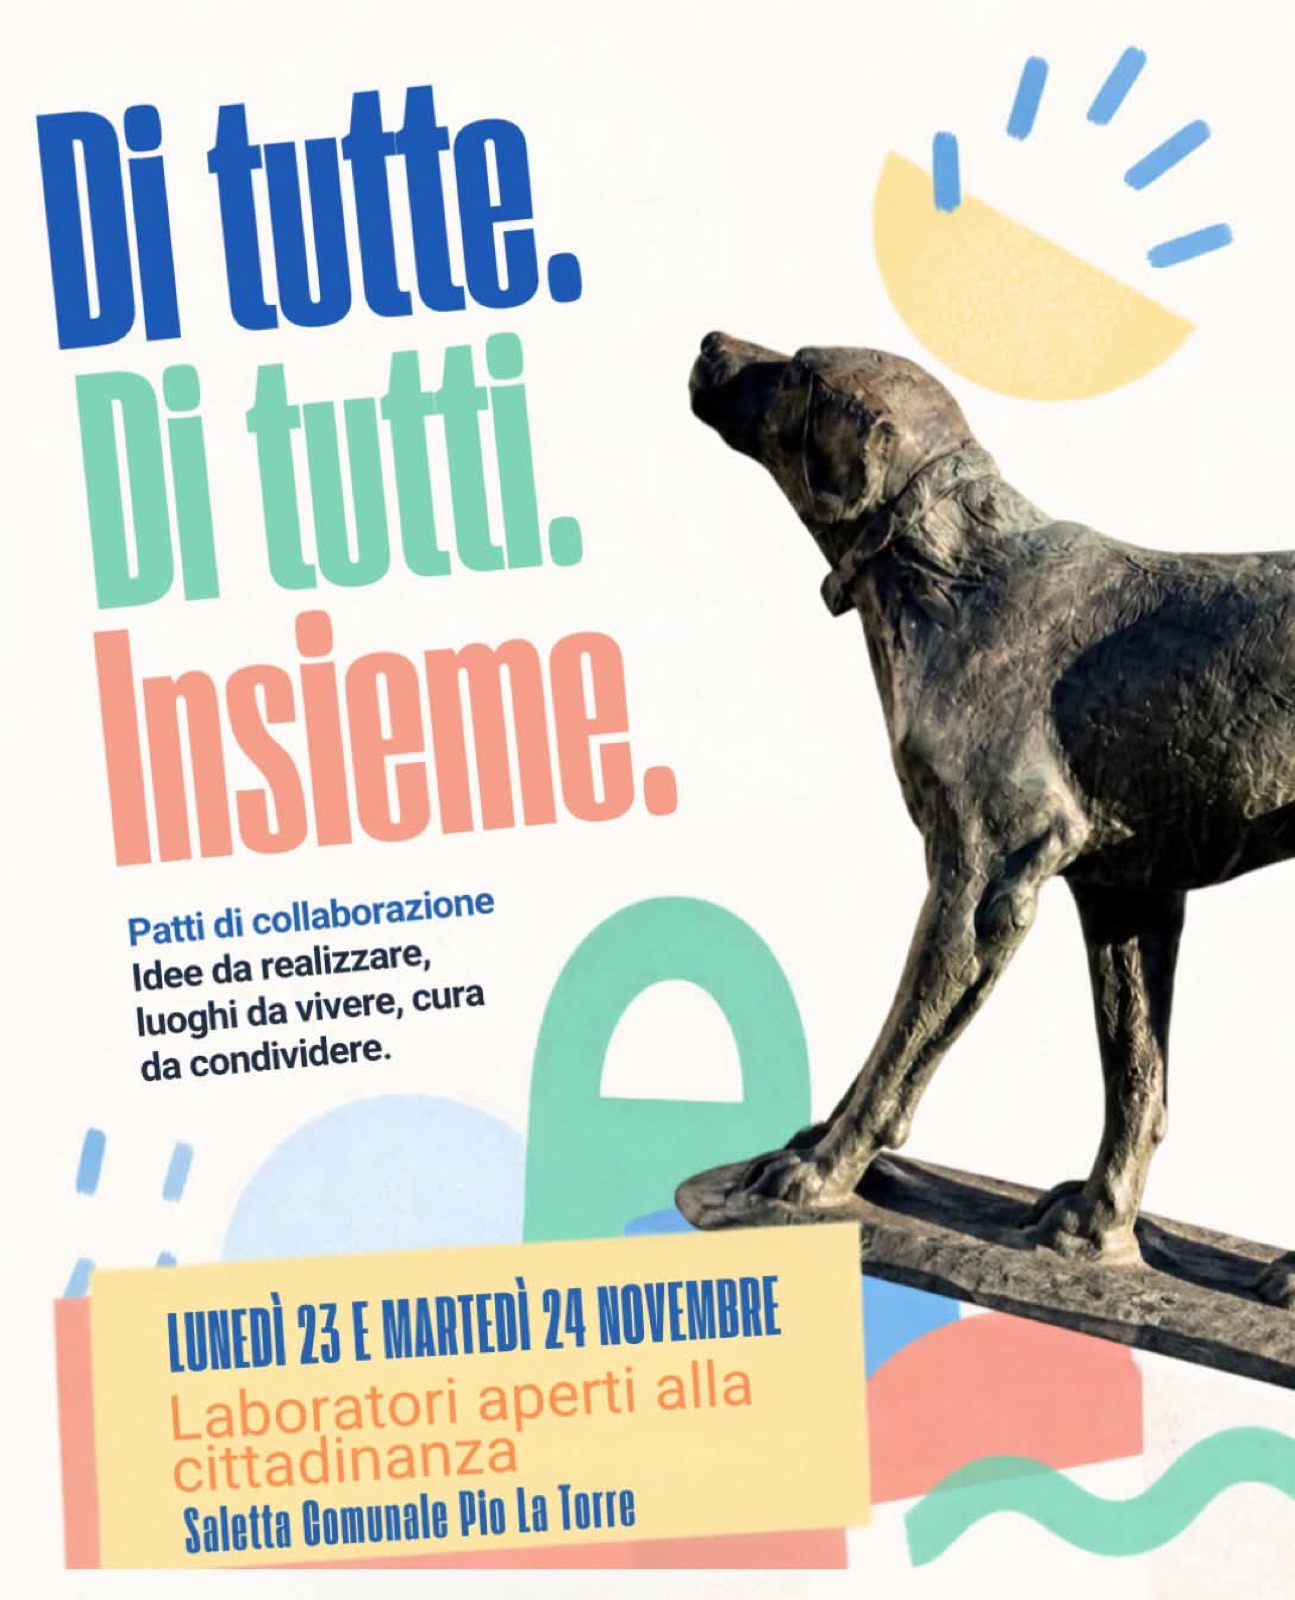 Di tutte.
Di tutti.
Insieme.
Patti di collaborazione
Idee da realizzare,
luoghi da vivere, cura
da condividere.
LUNEDÌ 23 E MARTEDÌ 24 NOVEMBRE
Laboratori aperti alla
cittadinanza
Saletta Comunale Pio La Torre